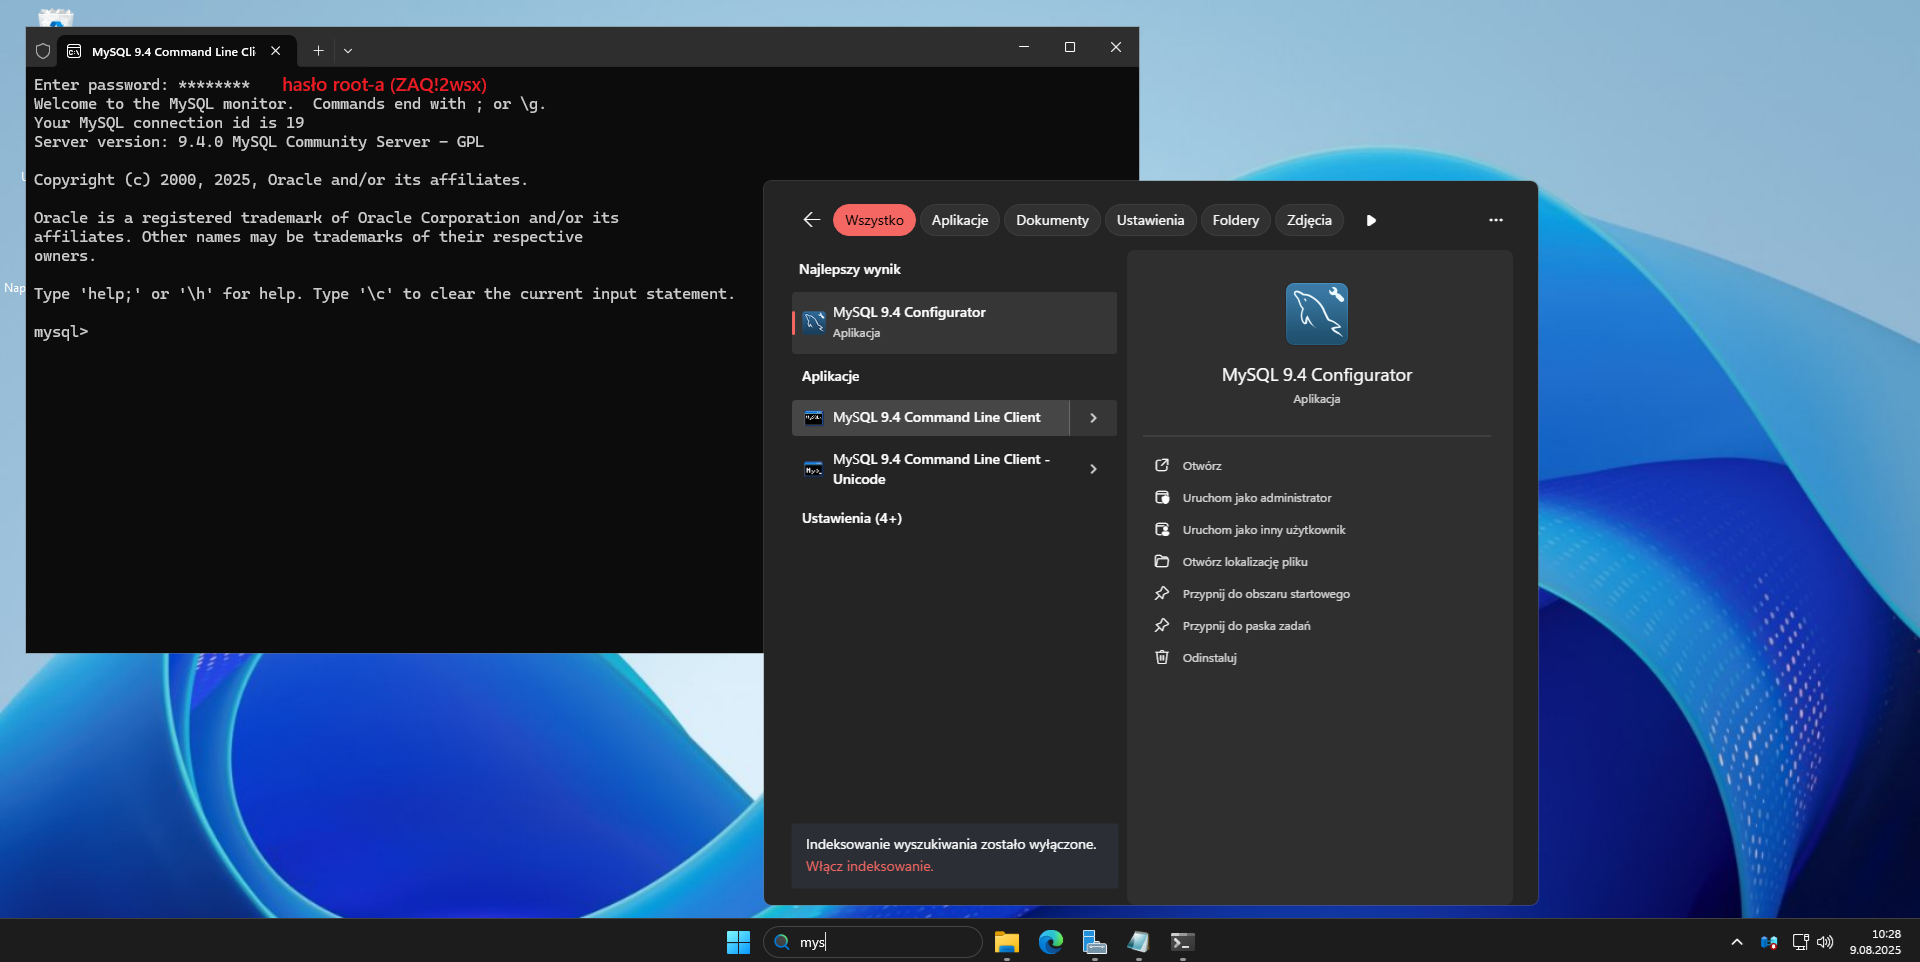 MySQL 9.4 Command Line Cli
Enter password: ******** hasło root-a (ZAQ!2wsx)
Welcome to the MySQL monitor.  Commands end with ; or \g.
Your MySQL connection id is 19
Server version: 9.4.0 MySQL Community Server - GPL
Copyright (c) 2000, 2025, Oracle and/or its affiliates.
Oracle is a registered trademark of Oracle Corporation and/or its
affiliates. Other names may be trademarks of their respective
owners.
Type 'help;' or '\h' for help. Type '\c' to clear the current input statement.
mysql>
Nap
Wszystko Aplikacje Dokumenty Ustawienia Foldery Zdjęcia
Najlepszy wynik
MySQL 9.4 Configurator
Aplikacja
Aplikacje
MySQL 9.4 Command Line Client
MySQL 9.4 Command Line Client -
Unicode
Ustawienia (4+)
Indeksowanie wyszukiwania zostało wyłączone.
Włącz indeksowanie.
MySQL 9.4 Configurator
Aplikacja
Otwórz
Uruchom jako administrator
Uruchom jako inny użytkownik
Otwórz lokalizację pliku
Przypnij do obszaru startowego
Przypnij do paska zadań
Odinstaluj
mys
10:28
9.08.2025